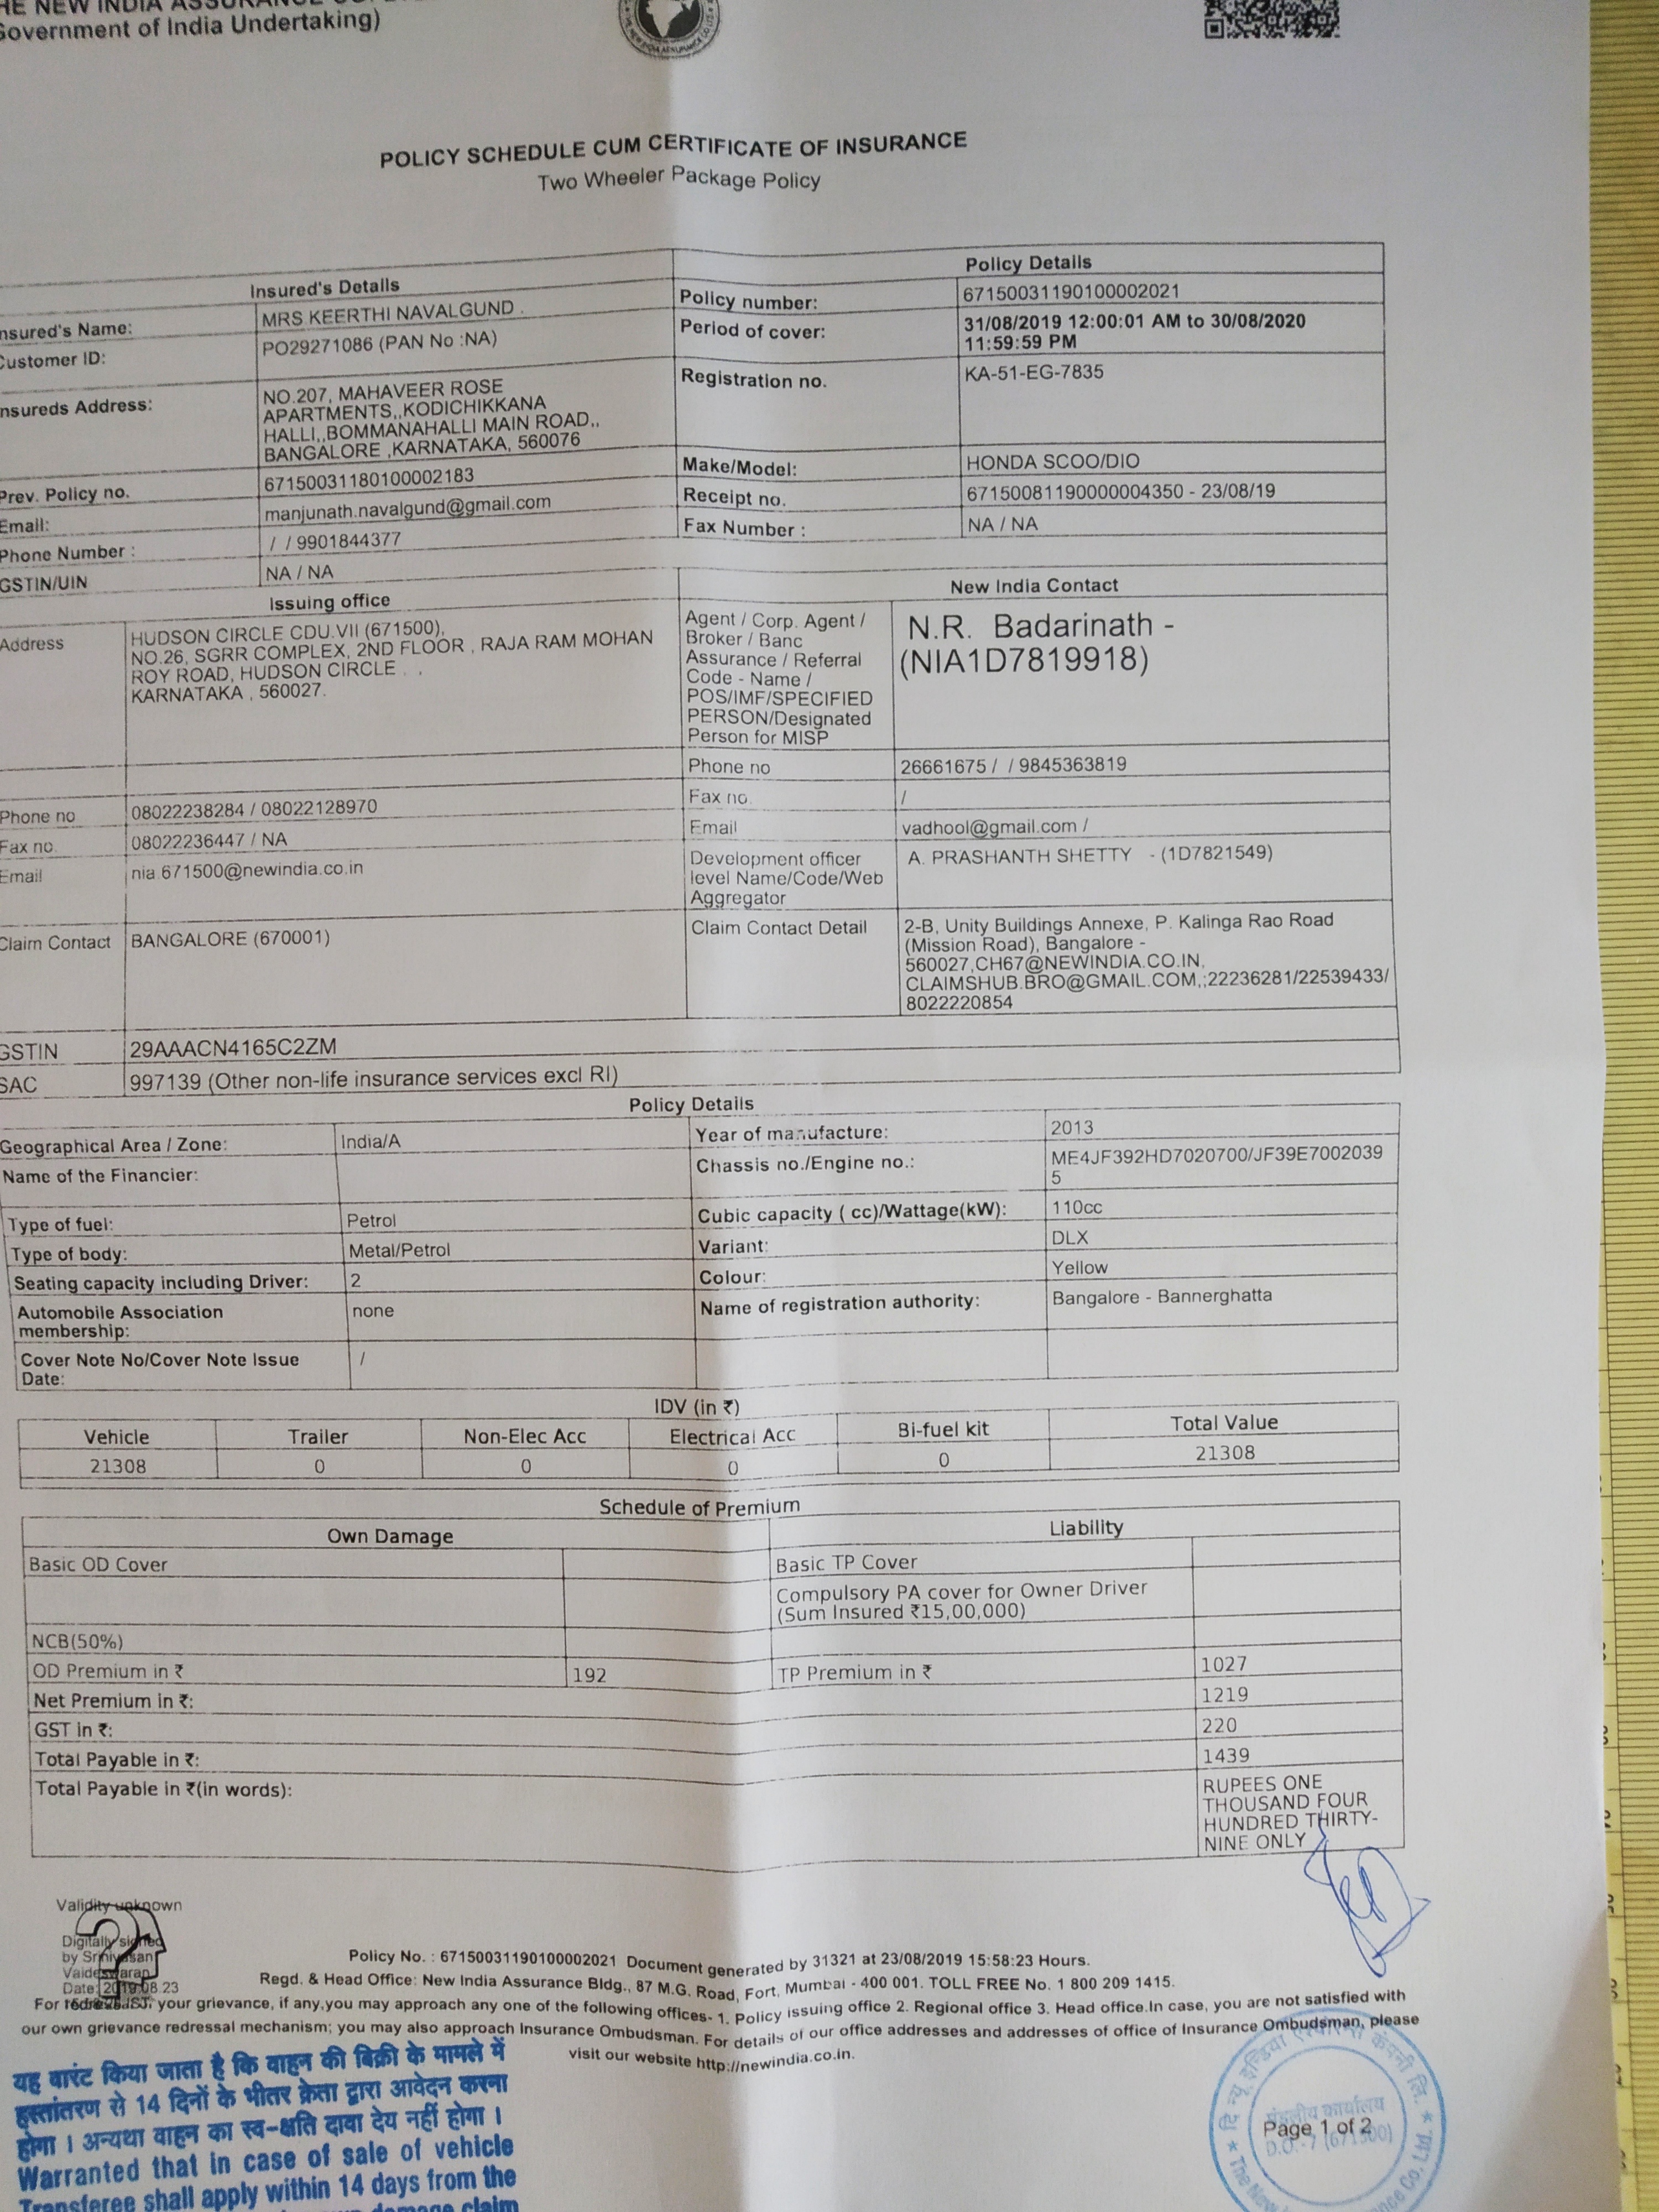 HE NEW INDIA ASSURANCE
Government of India Undertaking)
POLICY SCHEDULE CUM CERTIFICATE OF INSURANCE
Two Wheeler Package Policy
Insured's Details
Policy Details
nsured's Name: MRS KEERTHI NAVALGUND .
Policy number: 67150031190100002021
Customer ID: PO29271086 (PAN No :NA)
Period of cover: 31/08/2019 12:00:01 AM to 30/08/2020
11:59:59 PM
nsureds Address: NO.207, MAHAVEER ROSE
APARTMENTS,,KODICHIKKANA
HALLI,,BOMMANAHALLI MAIN ROAD,,
BANGALORE ,KARNATAKA, 560076
Registration no. KA-51-EG-7835
Prev. Policy no. 67150031180100002183
Make/Model: HONDA SCOO/DIO
Email: manjunath.navalgund@gmail.com
Receipt no. 67150081190000004350 - 23/08/19
Phone Number : / / 9901844377
Fax Number : NA / NA
GSTIN/UIN NA / NA
Issuing office
New India Contact
Address HUDSON CIRCLE CDU.VII (671500),
NO.26, SGRR COMPLEX, 2ND FLOOR , RAJA RAM MOHAN
ROY ROAD, HUDSON CIRCLE . ,
KARNATAKA , 560027.
Agent / Corp. Agent /
Broker / Banc
Assurance / Referral
Code - Name /
POS/IMF/SPECIFIED
PERSON/Designated
Person for MISP
N.R. Badarinath -
(NIA1D7819918)
Phone no 26661675 / / 9845363819
Phone no 08022238284 / 08022128970
Fax no. /
Fax no. 08022236447 / NA
Email vadhool@gmail.com /
Email nia.671500@newindia.co.in
Development officer
level Name/Code/Web
Aggregator
A. PRASHANTH SHETTY - (1D7821549)
Claim Contact BANGALORE (670001)
Claim Contact Detail 2-B, Unity Buildings Annexe, P. Kalinga Rao Road
(Mission Road), Bangalore -
560027,CH67@NEWINDIA.CO.IN,
CLAIMSHUB.BRO@GMAIL.COM,;22236281/22539433/
8022220854
GSTIN 29AAACN4165C2ZM
SAC 997139 (Other non-life insurance services excl RI)
Policy Details
Geographical Area / Zone: India/A
Year of manufacture: 2013
Name of the Financier:
Chassis no./Engine no.: ME4JF392HD7020700/JF39E7002039
5
Type of fuel: Petrol
Cubic capacity ( cc)/Wattage(kW): 110cc
Type of body: Metal/Petrol
Variant: DLX
Seating capacity including Driver: 2
Colour: Yellow
Automobile Association
membership:
none
Name of registration authority: Bangalore - Bannerghatta
Cover Note No/Cover Note Issue
Date:
/
IDV (in ₹)
Vehicle Trailer Non-Elec Acc Electrical Acc Bi-fuel kit Total Value
21308 0 0 0 0 21308
Schedule of Premium
Own Damage Liability
Basic OD Cover Basic TP Cover
Compulsory PA cover for Owner Driver
(Sum Insured ₹15,00,000)
NCB(50%)
OD Premium in ₹ 192 TP Premium in ₹ 1027
Net Premium in ₹: 1219
GST in ₹: 220
Total Payable in ₹: 1439
Total Payable in ₹(in words): RUPEES ONE
THOUSAND FOUR
HUNDRED THIRTY-
NINE ONLY
Validity unknown
Digitally signed
by Srinivasan
Vaideswaran
Date: 2019.08.23
Policy No. : 67150031190100002021 Document generated by 31321 at 23/08/2019 15:58:23 Hours.
Regd. & Head Office: New India Assurance Bldg., 87 M.G. Road, Fort, Mumbai - 400 001. TOLL FREE No. 1 800 209 1415.
For redressal of your grievance, if any,you may approach any one of the following offices- 1. Policy issuing office 2. Regional office 3. Head office.In case, you are not satisfied with
our own grievance redressal mechanism; you may also approach Insurance Ombudsman. For details of our office addresses and addresses of office of Insurance Ombudsman, please
visit our website http://newindia.co.in.
यह वारंट किया जाता है कि वाहन की बिक्री के मामले में
हस्तांतरण से 14 दिनों के भीतर क्रेता द्वारा आवेदन करना
होगा । अन्यथा वाहन का स्व-क्षति दावा देय नहीं होगा ।
Warranted that in case of sale of vehicle
Transferee shall apply within 14 days from the
damage claim
Page 1 of 2
दि न्यू इन्डिया एश्योरेन्स कंपनी लि.
मंडलीय कार्यालय
D.O.-7 (671500)